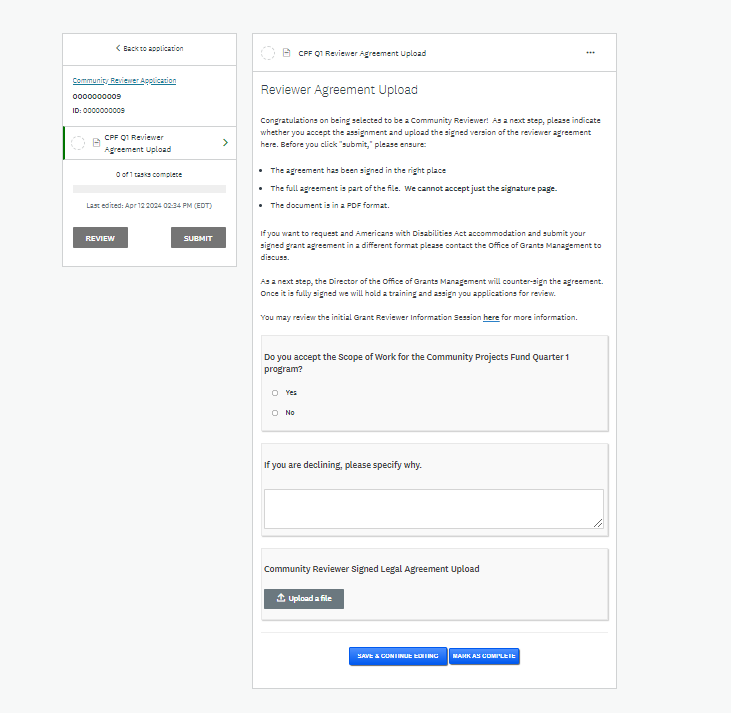 Back to application
Community Reviewer Application
0000000009
ID: 0000000009
CPF Q1 Reviewer
Agreement Upload
0 of 1 tasks complete
Last edited: Apr 12 2024 02:34 PM (EDT)
REVIEW
SUBMIT
CPF Q1 Reviewer Agreement Upload
Reviewer Agreement Upload
Congratulations on being selected to be a Community Reviewer! As a next step, please indicate
whether you accept the assignment and upload the signed version of the reviewer agreement
here. Before you click "submit," please ensure:
• The agreement has been signed in the right place
• The full agreement is part of the file. We cannot accept just the signature page.
• The document is in a PDF format.
If you want to request and Americans with Disabilities Act accommodation and submit your
signed grant agreement in a different format please contact the Office of Grants Management to
discuss.
As a next step, the Director of the Office of Grants Management will counter-sign the agreement.
Once it is fully signed we will hold a training and assign you applications for review.
You may review the initial Grant Reviewer Information Session here for more information.
Do you accept the Scope of Work for the Community Projects Fund Quarter 1
program?
Yes
No
If you are declining, please specify why.
Community Reviewer Signed Legal Agreement Upload
Upload a file
SAVE & CONTINUE EDITING
MARK AS COMPLETE